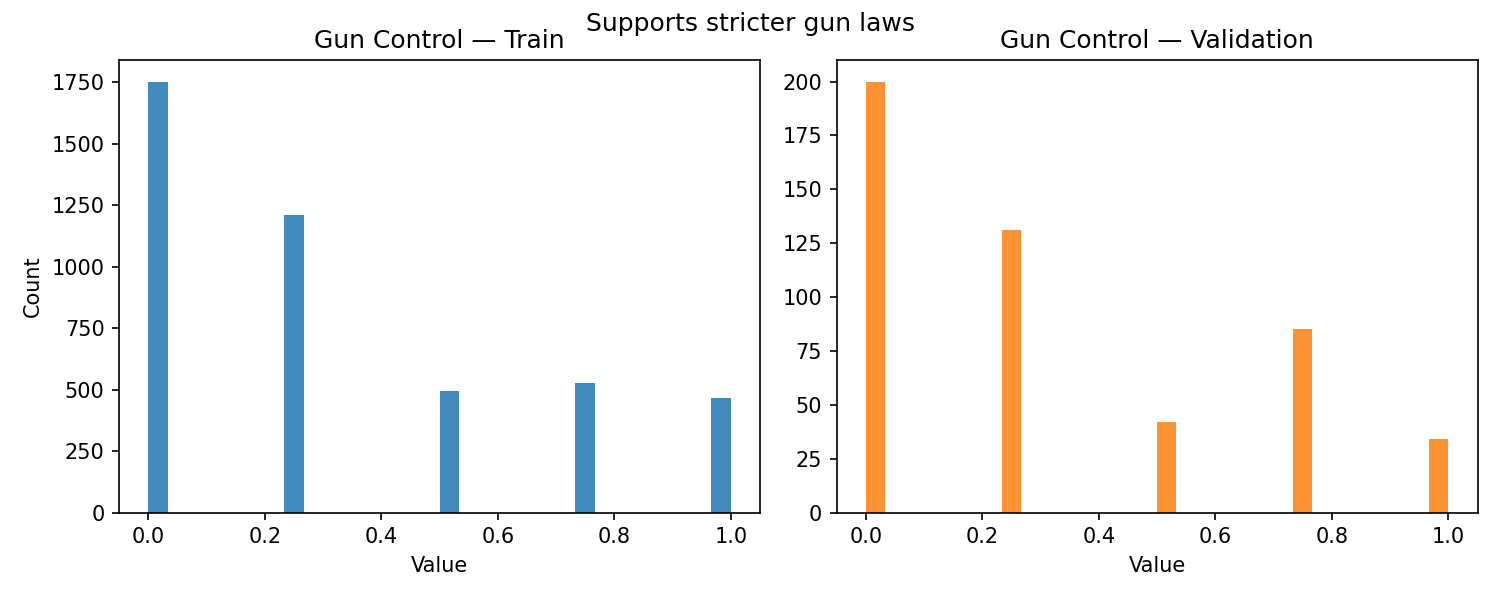 Supports stricter gun laws
Gun Control — Train
Gun Control — Validation
1750
1500
1250
1000
750
500
250
0
Count
0.0 0.2 0.4 0.6 0.8 1.0
Value
200
175
150
125
100
75
50
25
0
0.0 0.2 0.4 0.6 0.8 1.0
Value